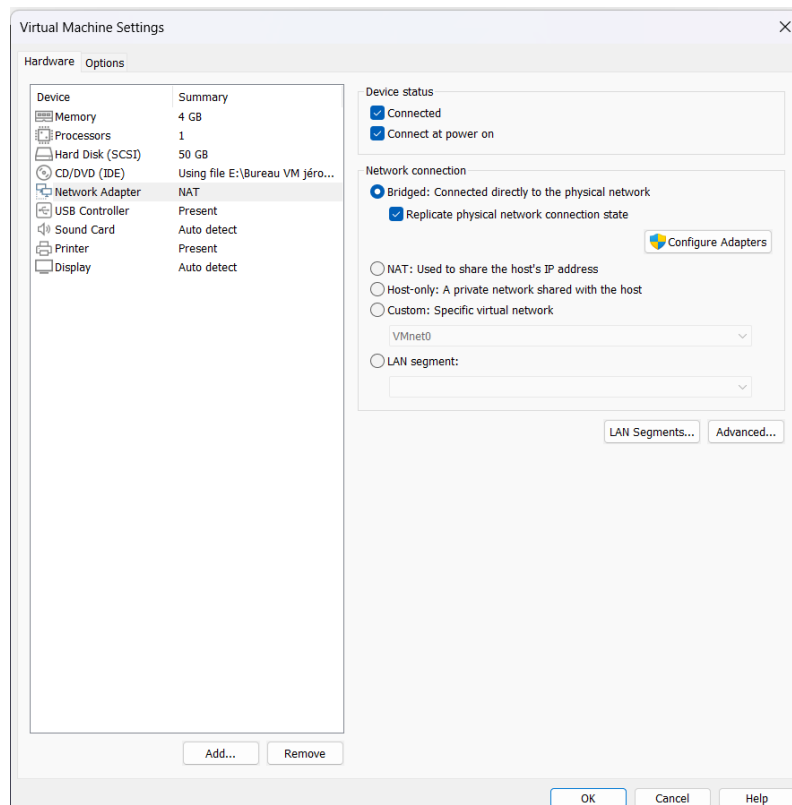 Virtual Machine Settings
Hardware Options
Device Summary
Memory 4 GB
Processors 1
Hard Disk (SCSI) 50 GB
CD/DVD (IDE) Using file E:\Bureau VM jéro...
Network Adapter NAT
USB Controller Present
Sound Card Auto detect
Printer Present
Display Auto detect
Add... Remove
Device status
Connected
Connect at power on
Network connection
Bridged: Connected directly to the physical network
Replicate physical network connection state
Configure Adapters
NAT: Used to share the host's IP address
Host-only: A private network shared with the host
Custom: Specific virtual network
VMnet0
LAN segment:
LAN Segments... Advanced...
OK Cancel Help